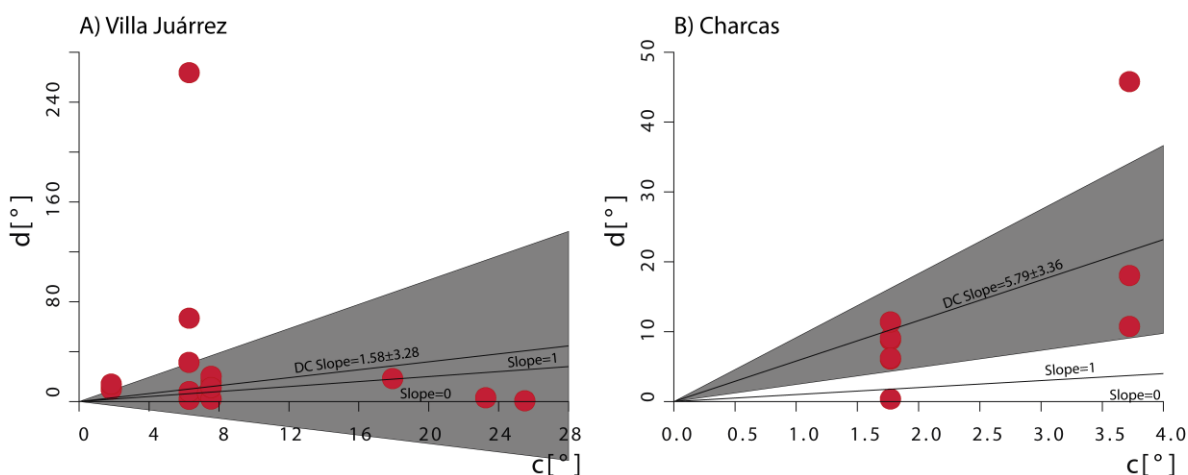 A) Villa Juárrez
240
160
80
0
d[°]
DC Slope=1.58±3.28
Slope=1
Slope=0
0 4 8 12 16 20 24 28
c[°]
B) Charcas
50
40
30
20
10
0
d[°]
DC Slope=5.79±3.36
Slope=1
Slope=0
0.0 0.5 1.0 1.5 2.0 2.5 3.0 3.5 4.0
c[°]